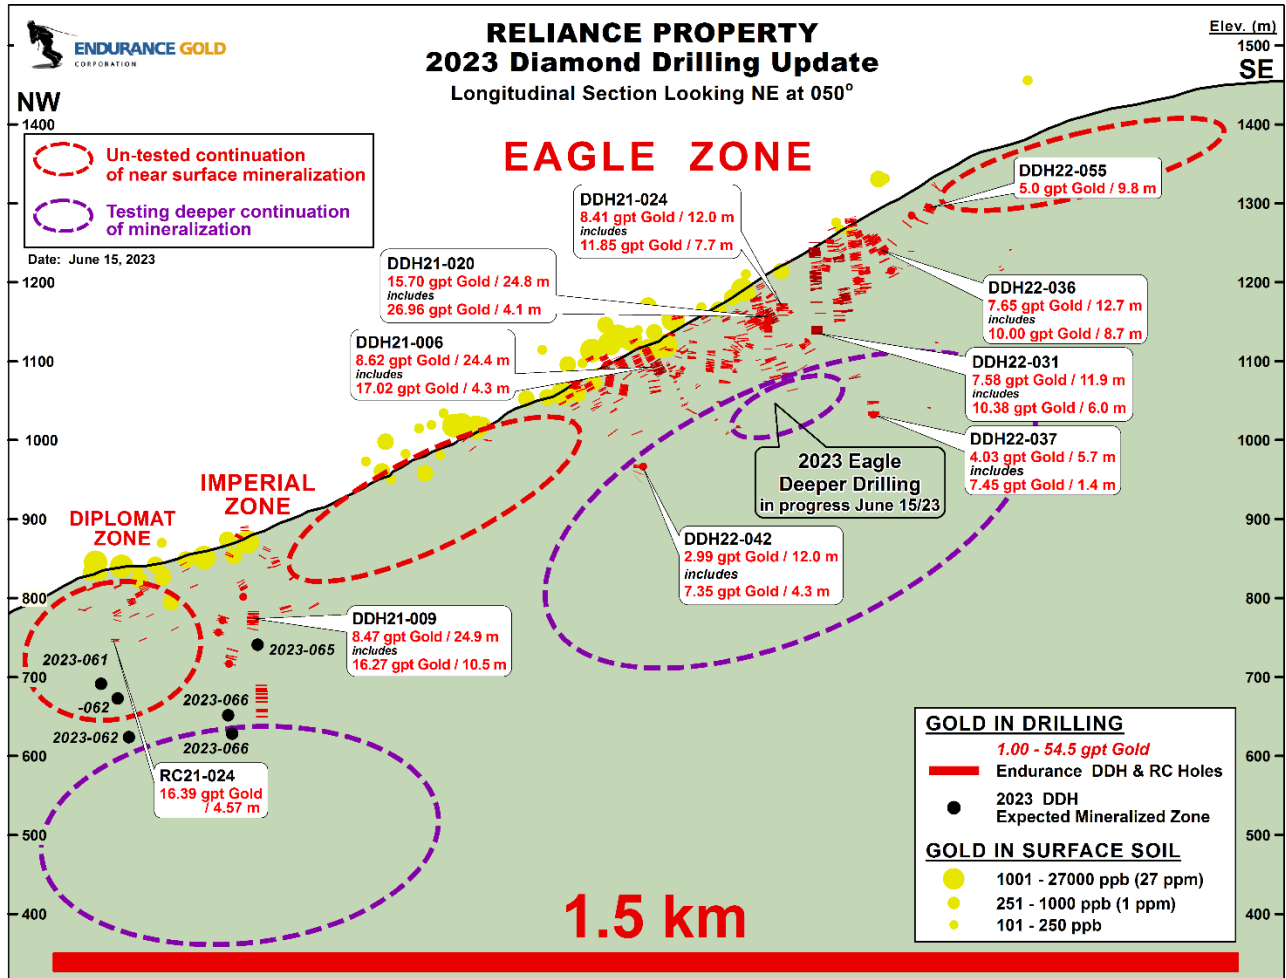 ENDURANCE GOLD
CORPORATION
RELIANCE PROPERTY
2023 Diamond Drilling Update
Longitudinal Section Looking NE at 050°
Elev. (m)
1500
SE
NW
1400
1400
Un-tested continuation
of near surface mineralization
Testing deeper continuation
of mineralization
Date: June 15, 2023
EAGLE ZONE
DDH22-055
5.0 gpt Gold / 9.8 m
DDH21-024
8.41 gpt Gold / 12.0 m
includes
11.85 gpt Gold / 7.7 m
1300
DDH21-020
15.70 gpt Gold / 24.8 m
includes
26.96 gpt Gold / 4.1 m
1200
1200
DDH22-036
7.65 gpt Gold / 12.7 m
includes
10.00 gpt Gold / 8.7 m
DDH21-006
8.62 gpt Gold / 24.4 m
includes
17.02 gpt Gold / 4.3 m
1100
1100
DDH22-031
7.58 gpt Gold / 11.9 m
includes
10.38 gpt Gold / 6.0 m
1000
1000
DDH22-037
4.03 gpt Gold / 5.7 m
includes
7.45 gpt Gold / 1.4 m
2023 Eagle
Deeper Drilling
in progress June 15/23
IMPERIAL
ZONE
DIPLOMAT
ZONE
900
900
DDH22-042
2.99 gpt Gold / 12.0 m
includes
7.35 gpt Gold / 4.3 m
800
800
DDH21-009
8.47 gpt Gold / 24.9 m
includes
16.27 gpt Gold / 10.5 m
2023-065
2023-061
700
700
-062
2023-066
2023-062
2023-066
600
600
RC21-024
16.39 gpt Gold
/ 4.57 m
500
500
400
400
GOLD IN DRILLING
1.00 - 54.5 gpt Gold
Endurance DDH & RC Holes
2023 DDH
Expected Mineralized Zone
GOLD IN SURFACE SOIL
1001 - 27000 ppb (27 ppm)
251 - 1000 ppb (1 ppm)
101 - 250 ppb
1.5 km